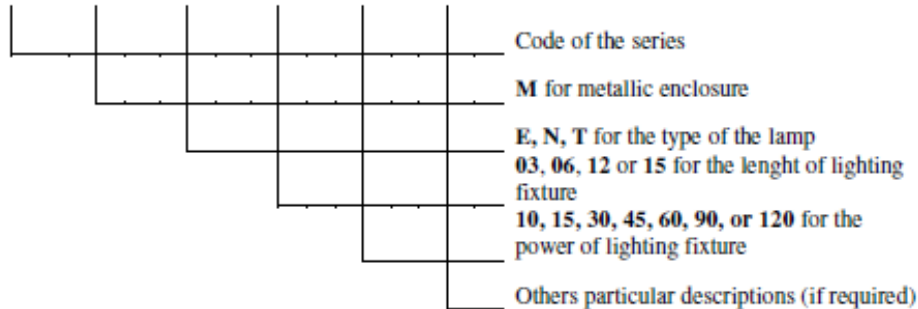 Code of the series
M for metallic enclosure
E, N, T for the type of the lamp
03, 06, 12 or 15 for the lenght of lighting
fixture
10, 15, 30, 45, 60, 90, or 120 for the
power of lighting fixture
Others particular descriptions (if required)